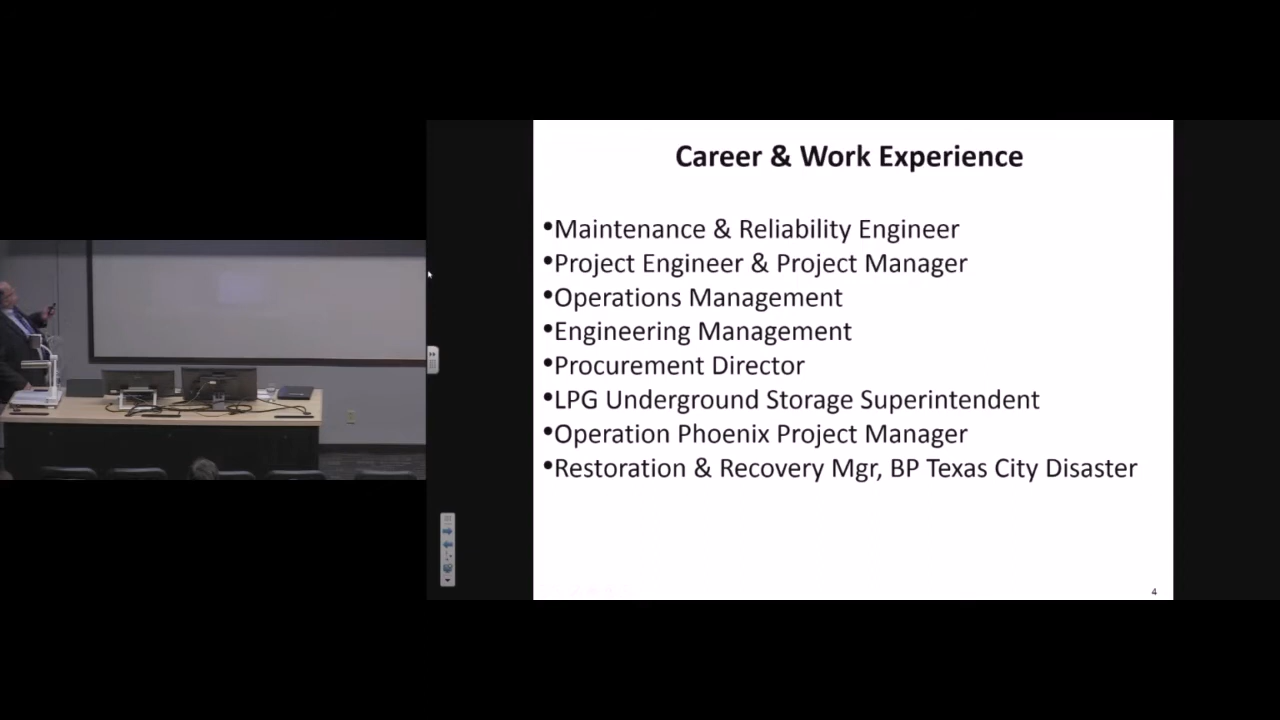 Career & Work Experience
•Maintenance & Reliability Engineer
•Project Engineer & Project Manager
•Operations Management
•Engineering Management
•Procurement Director
•LPG Underground Storage Superintendent
•Operation Phoenix Project Manager
•Restoration & Recovery Mgr, BP Texas City Disaster
4